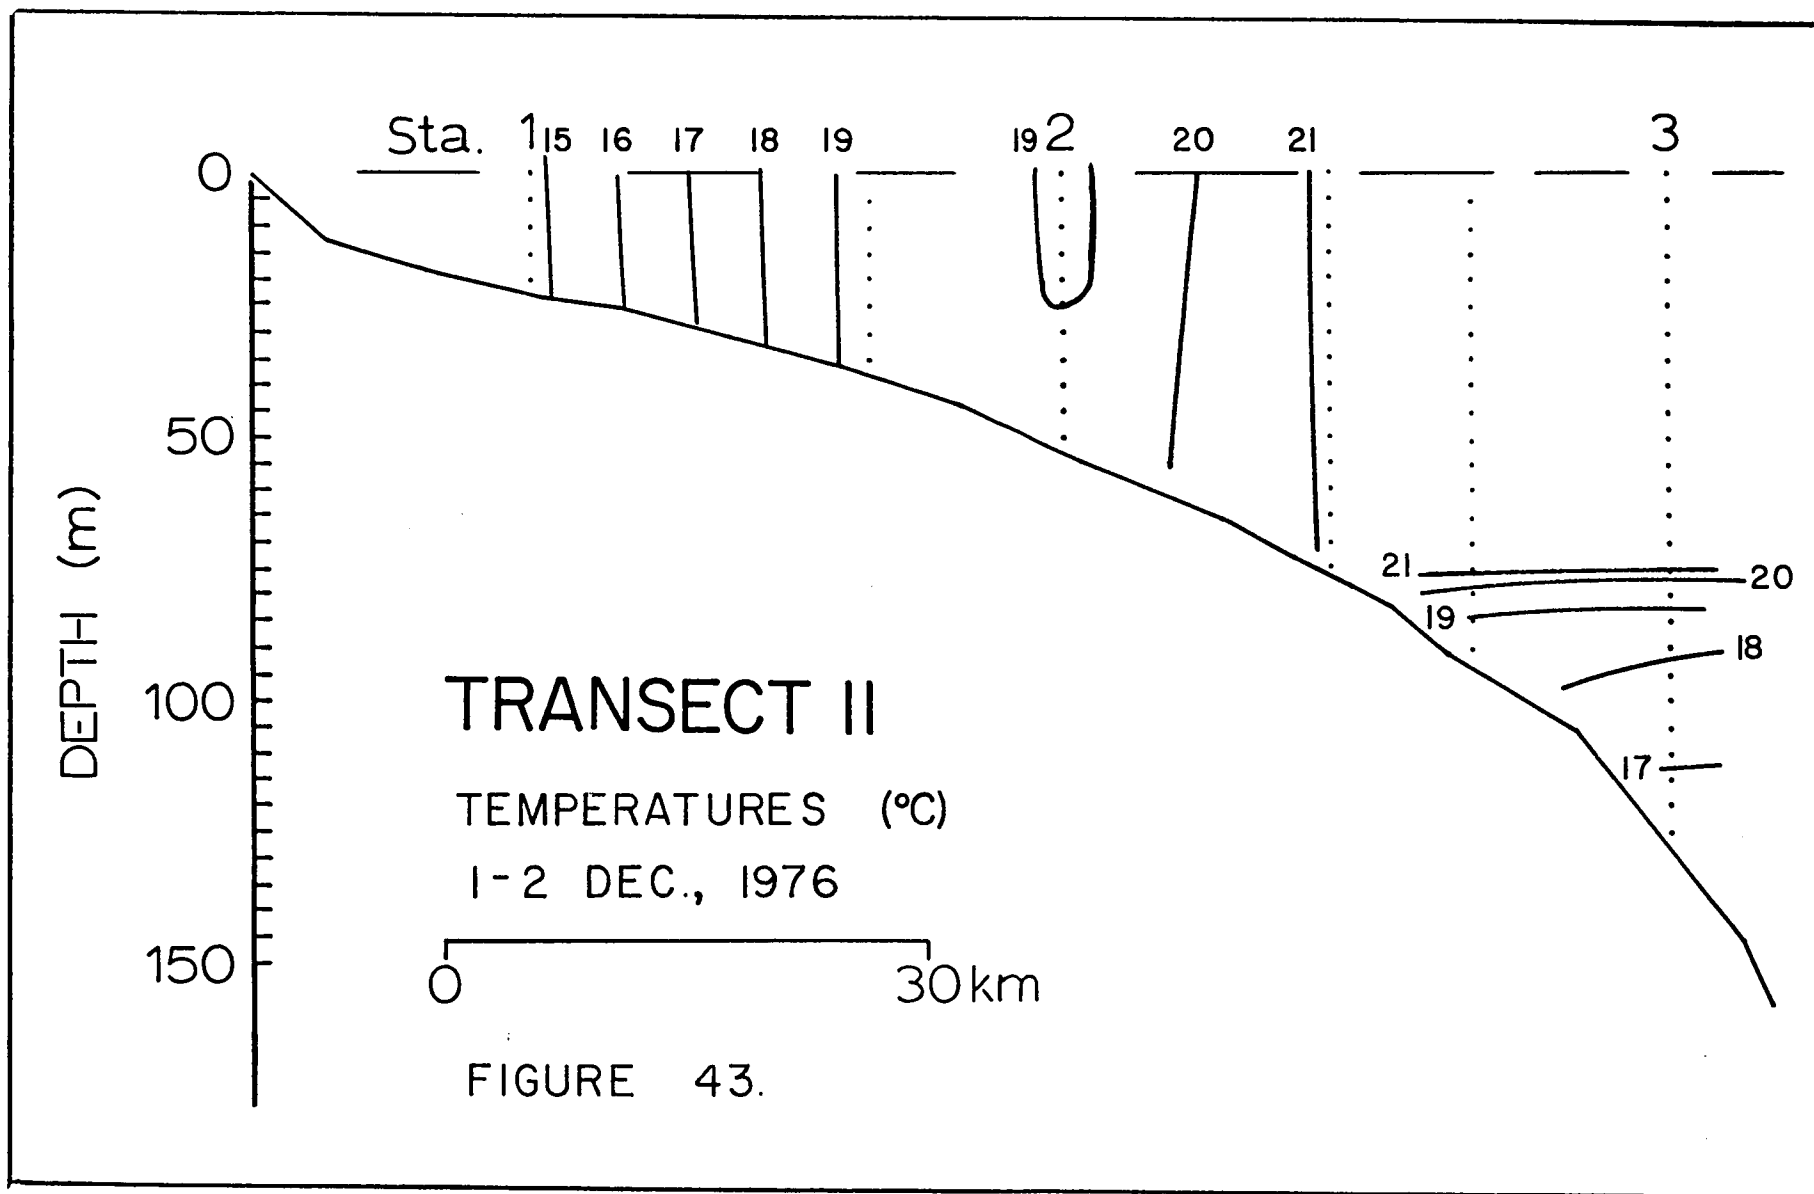 Sta. 1 15 16 17 18 19 19 2 20 21 3
0
50
100
150
DEPTH (m)
21
20
19
18
17
TRANSECT II
TEMPERATURES (°C)
1-2 DEC., 1976
0 30km
FIGURE 43.